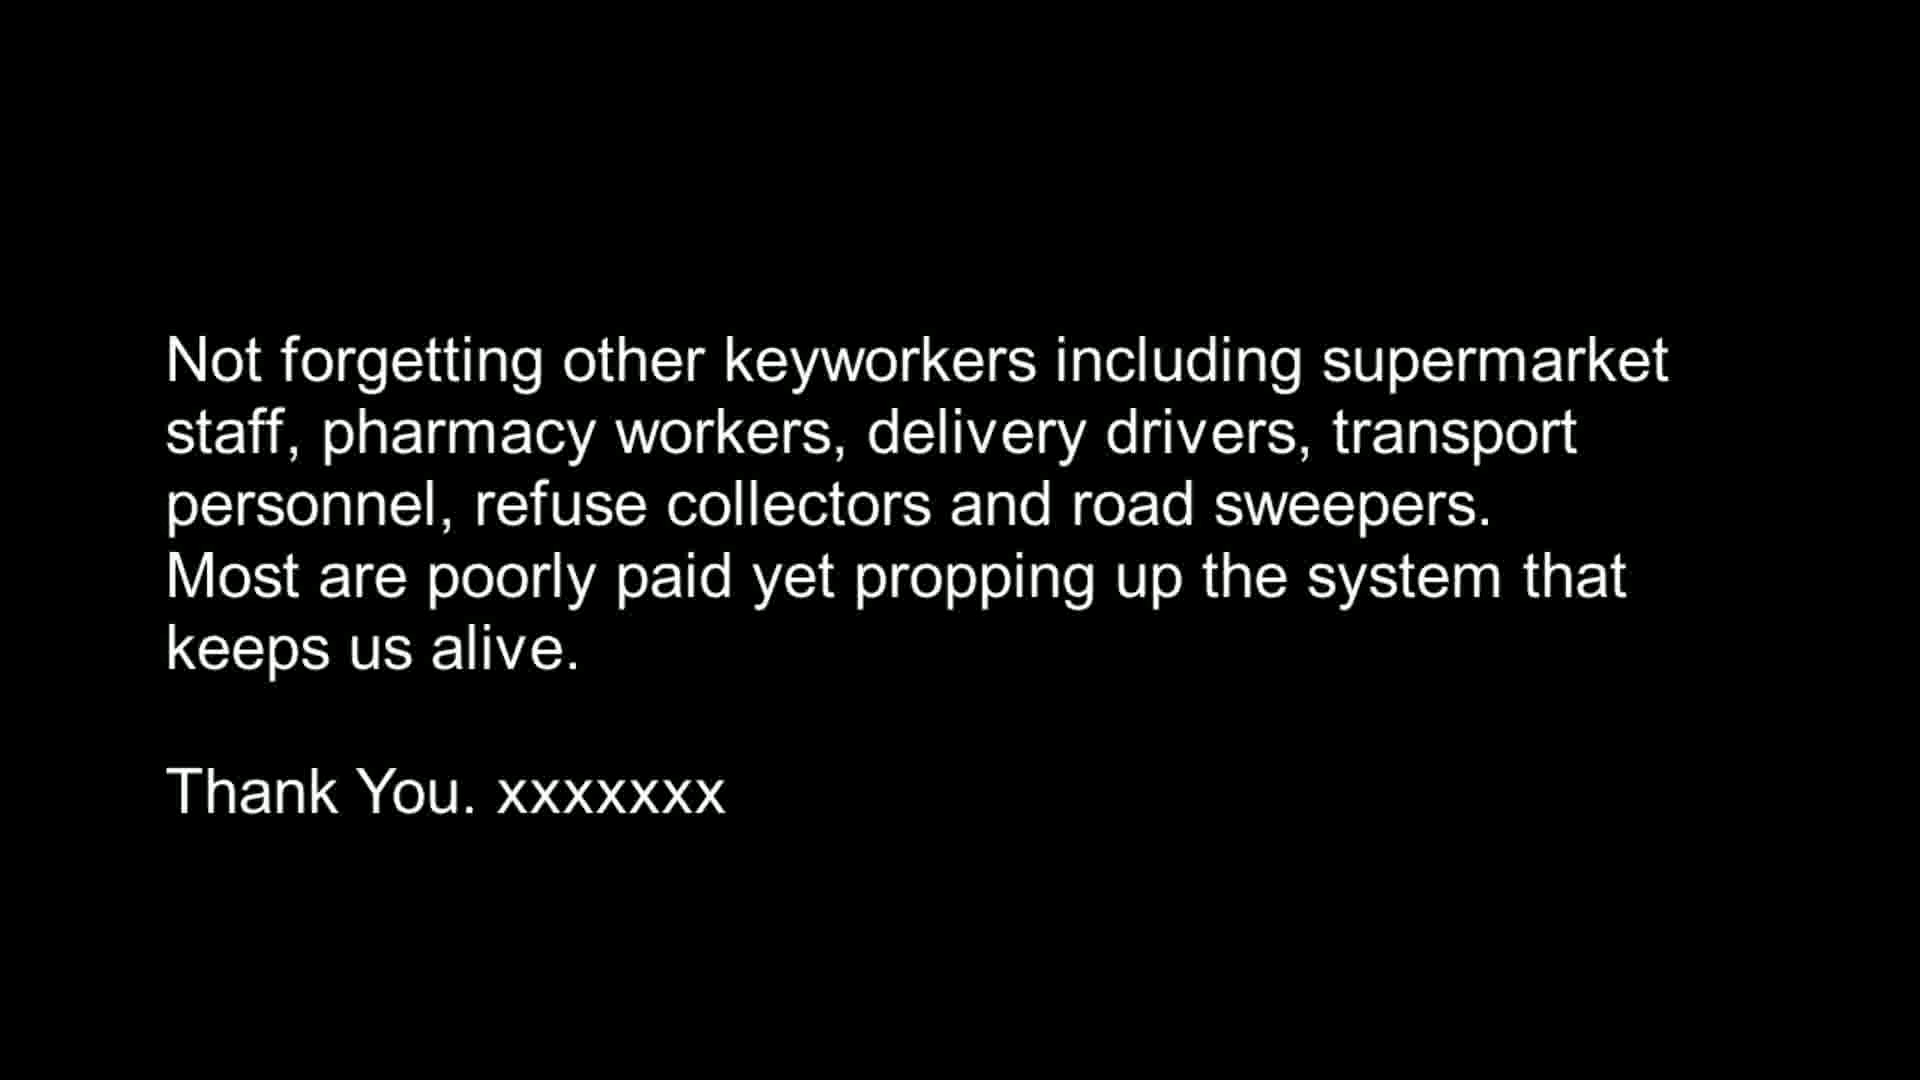 Not forgetting other keyworkers including supermarket
staff, pharmacy workers, delivery drivers, transport
personnel, refuse collectors and road sweepers.
Most are poorly paid yet propping up the system that
keeps us alive.
Thank You. xxxxxxx